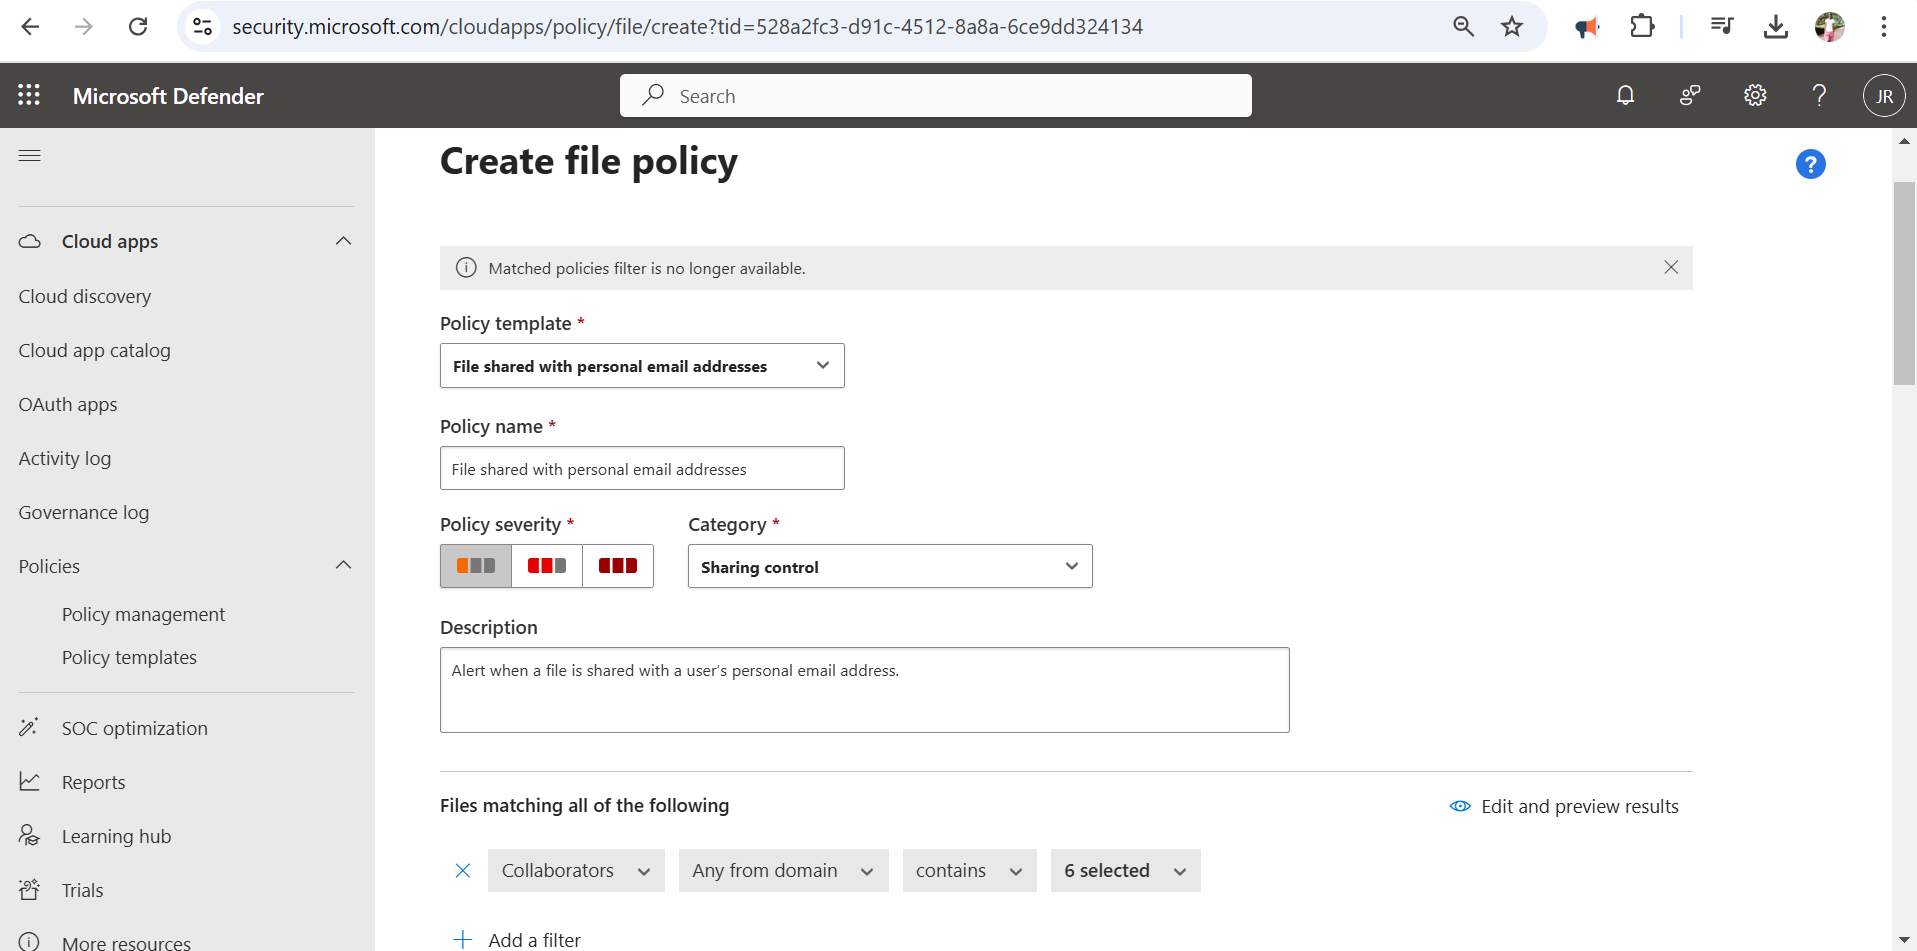 security.microsoft.com/cloudapps/policy/file/create?tid=528a2fc3-d91c-4512-8a8a-6ce9dd324134
Microsoft Defender
Search
JR
Create file policy
?
Matched policies filter is no longer available.
Policy template *
File shared with personal email addresses
Policy name *
File shared with personal email addresses
Policy severity *
Category *
Sharing control
Description
Alert when a file is shared with a user's personal email address.
Files matching all of the following
Edit and preview results
Collaborators
Any from domain
contains
6 selected
Add a filter
Cloud apps
Cloud discovery
Cloud app catalog
OAuth apps
Activity log
Governance log
Policies
Policy management
Policy templates
SOC optimization
Reports
Learning hub
Trials
More resources